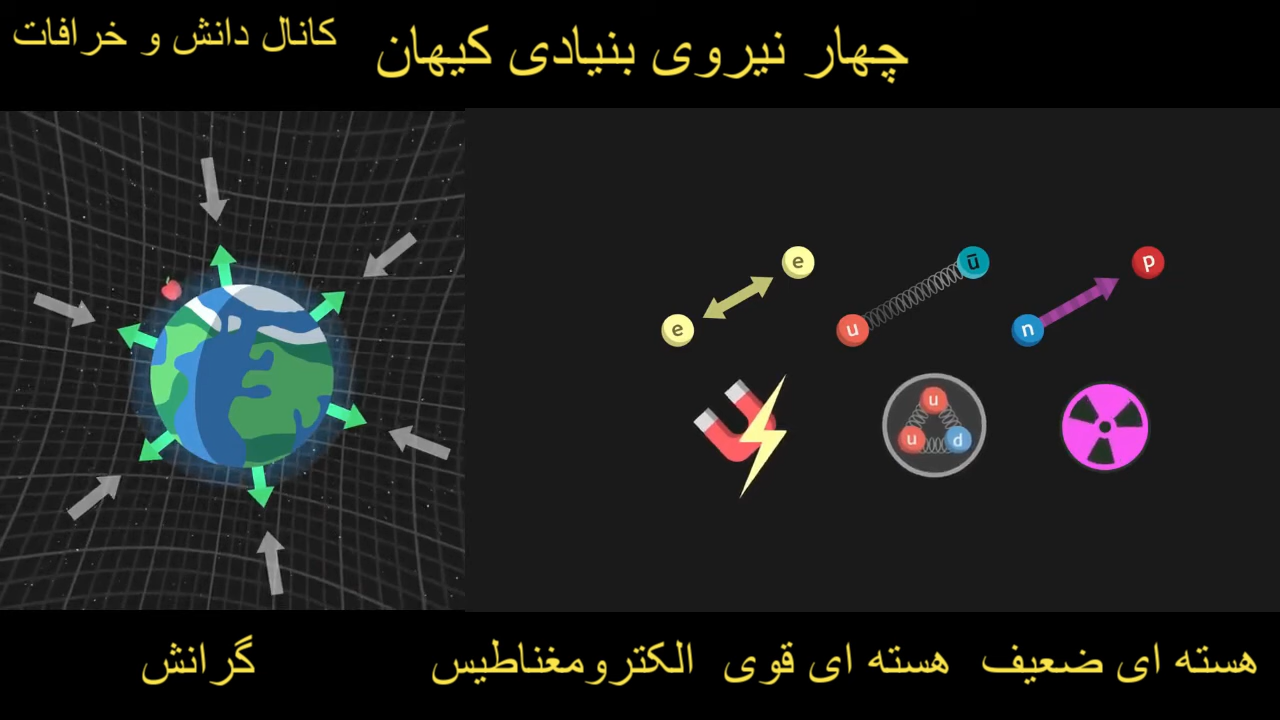 چهار نیروی بنیادی کیهان
کانال دانش و خرافات
e
ū
p
e
u
n
u
u
d
هسته ای ضعیف
هسته ای قوی
الکترومغناطیس
گرانش